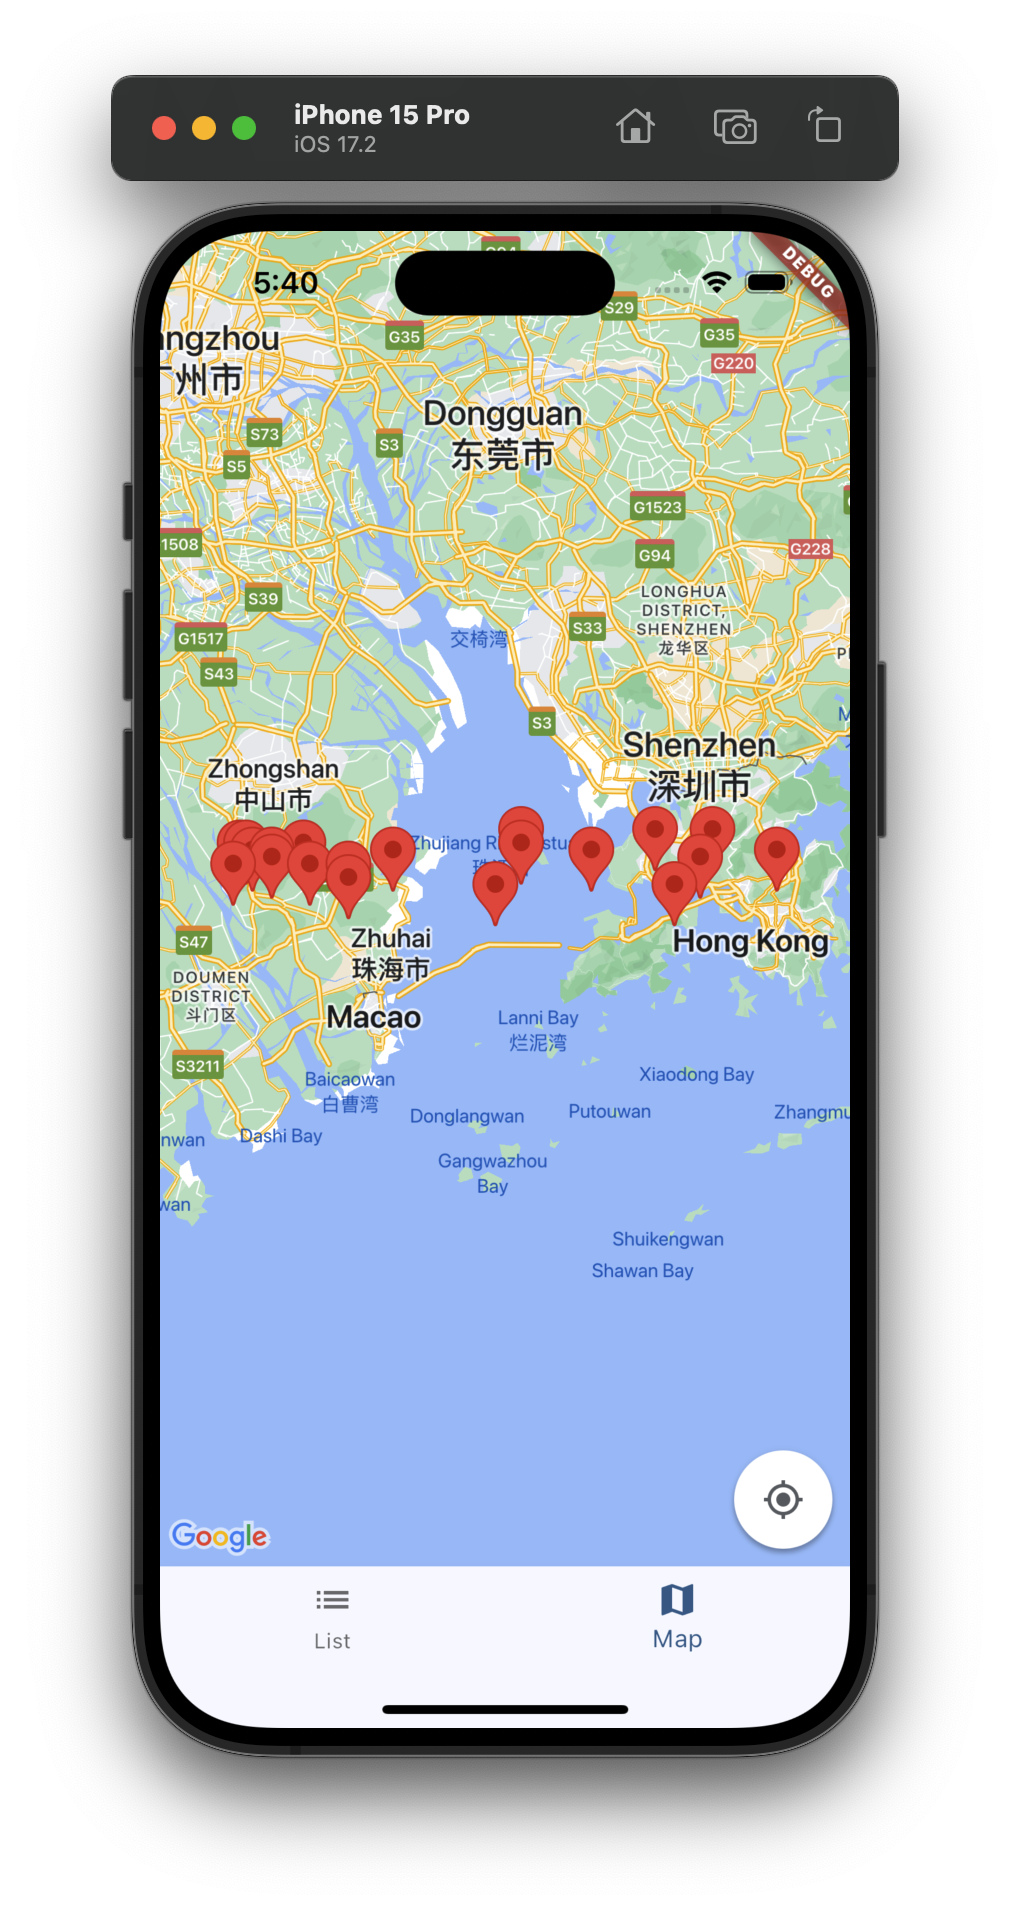 iPhone 15 Pro
iOS 17.2
5:40
DEBUG
S29
G35
G35
G220
州市
Dongguan
东莞市
S73
S3
S5
G1523
1508
G94
G228
S39
LONGHUA
DISTRICT,
SHENZHEN
龙华区
S33
G1517
交椅湾
S43
S3
Shenzhen
深圳市
Zhongshan
中山市
Zhujiang
S47
Zhuhai
珠海市
Hong Kong
DOUMEN
DISTRICT
斗门区
Macao
Lanni Bay
烂泥湾
S3211
Baicaowan
白曹湾
Xiaodong Bay
Donglangwan
Putouwan
Zhangmu
nwan
Dashi Bay
Gangwazhou
Bay
wan
Shuikengwan
Shawan Bay
Google
List
Map